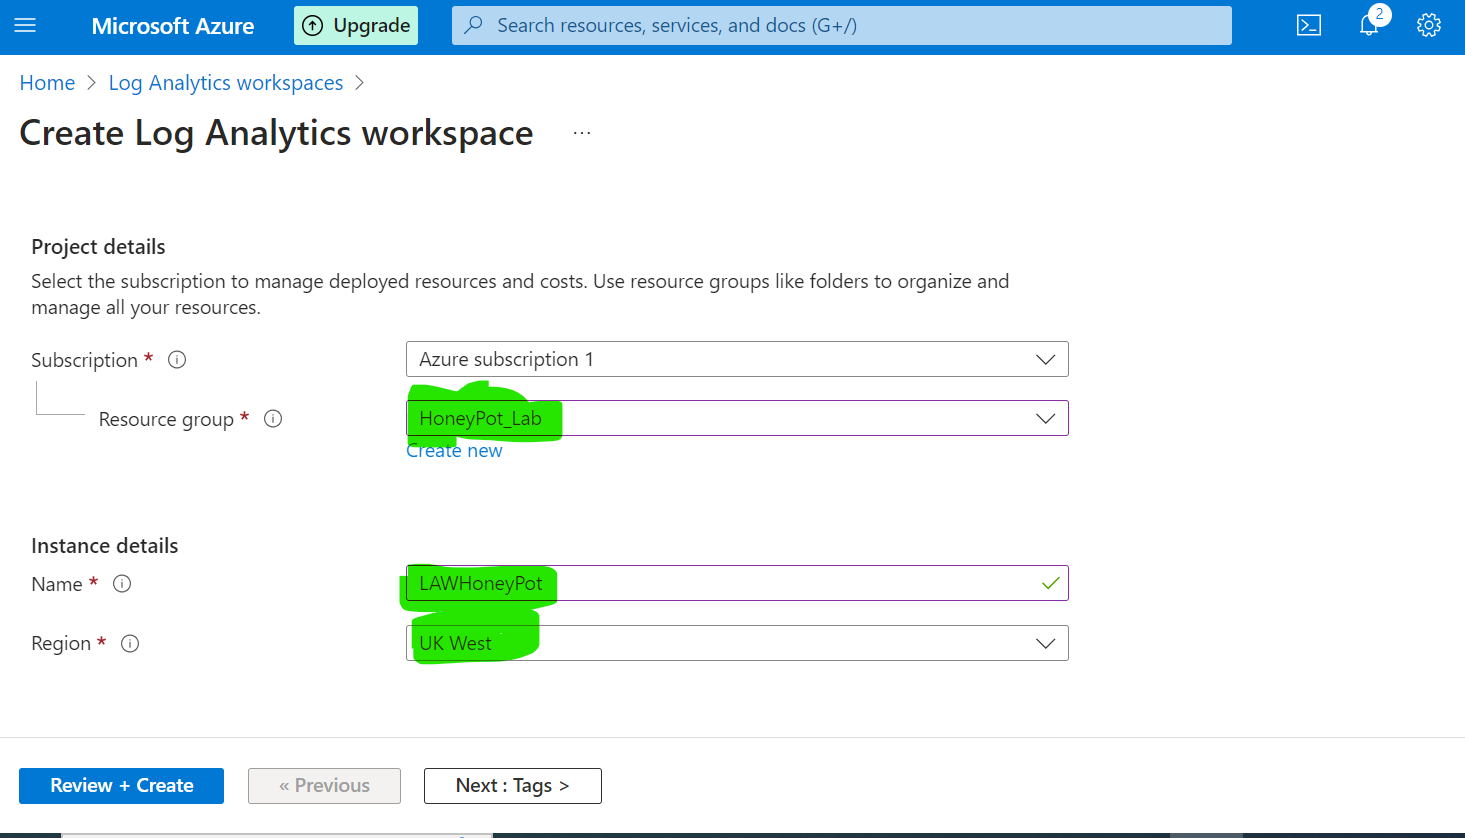 Microsoft Azure
Upgrade
Search resources, services, and docs (G+/)
2
Home > Log Analytics workspaces >
Create Log Analytics workspace ...
Project details
Select the subscription to manage deployed resources and costs. Use resource groups like folders to organize and
manage all your resources.
Subscription *
Azure subscription 1
Resource group *
HoneyPot_Lab
Create new
Instance details
Name *
LAWHoneyPot
Region *
UK West
Review + Create
« Previous
Next : Tags >